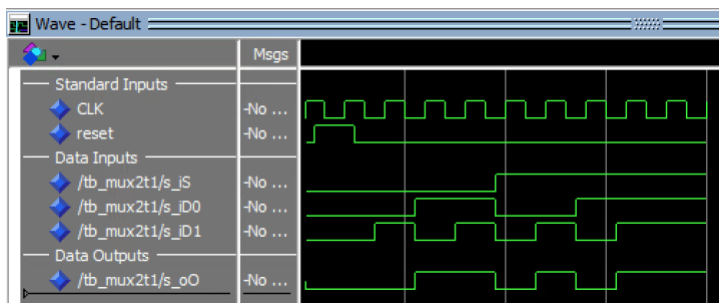 Wave - Default
Msgs
Standard Inputs
CLK -No ...
reset -No ...
Data Inputs
/tb_mux2t1/s_iS -No ...
/tb_mux2t1/s_iD0 -No ...
/tb_mux2t1/s_iD1 -No ...
Data Outputs
/tb_mux2t1/s_oO -No ...